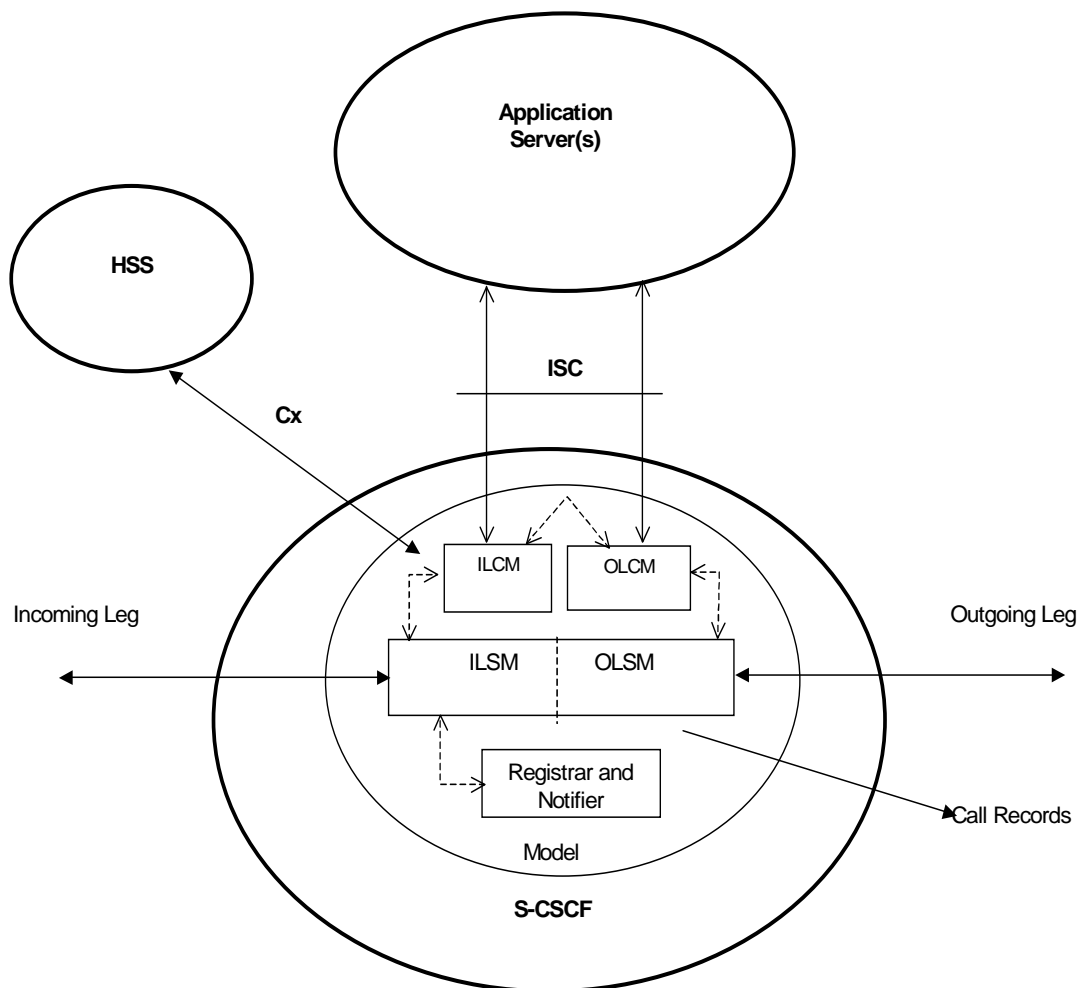 Application
Server(s)
HSS
ISC
Cx
ILCM
OLCM
Incoming Leg
Outgoing Leg
ILSM
OLSM
Registrar and
Notifier
Call Records
Model
S-CSCF